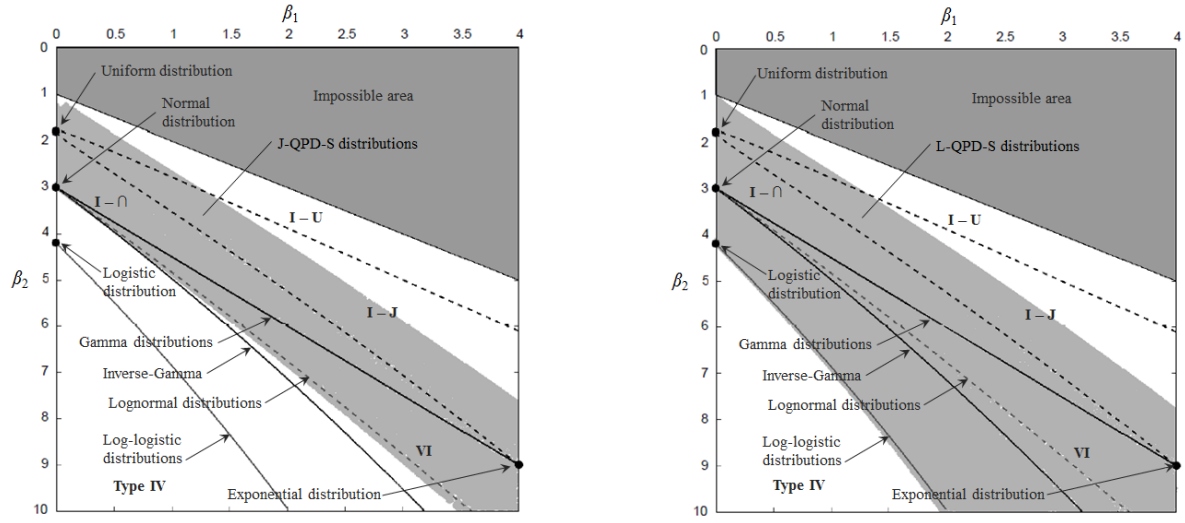 β1
0 0.5 1 1.5 2 2.5 3 3.5 4
0
1
2
3
4
5
6
7
8
9
10
β2
Uniform distribution
Impossible area
Normal
distribution
J-QPD-S distributions
I – ∩
I – U
Logistic
distribution
I – J
Gamma distributions
Inverse-Gamma
Lognormal distributions
Log-logistic
distributions
VI
Type IV
Exponential distribution
β1
0 0.5 1 1.5 2 2.5 3 3.5 4
0
1
2
3
4
5
6
7
8
9
10
β2
Uniform distribution
Impossible area
Normal
distribution
L-QPD-S distributions
I – ∩
I – U
Logistic
distribution
I – J
Gamma distributions
Inverse-Gamma
Lognormal distributions
Log-logistic
distributions
VI
Type IV
Exponential distribution